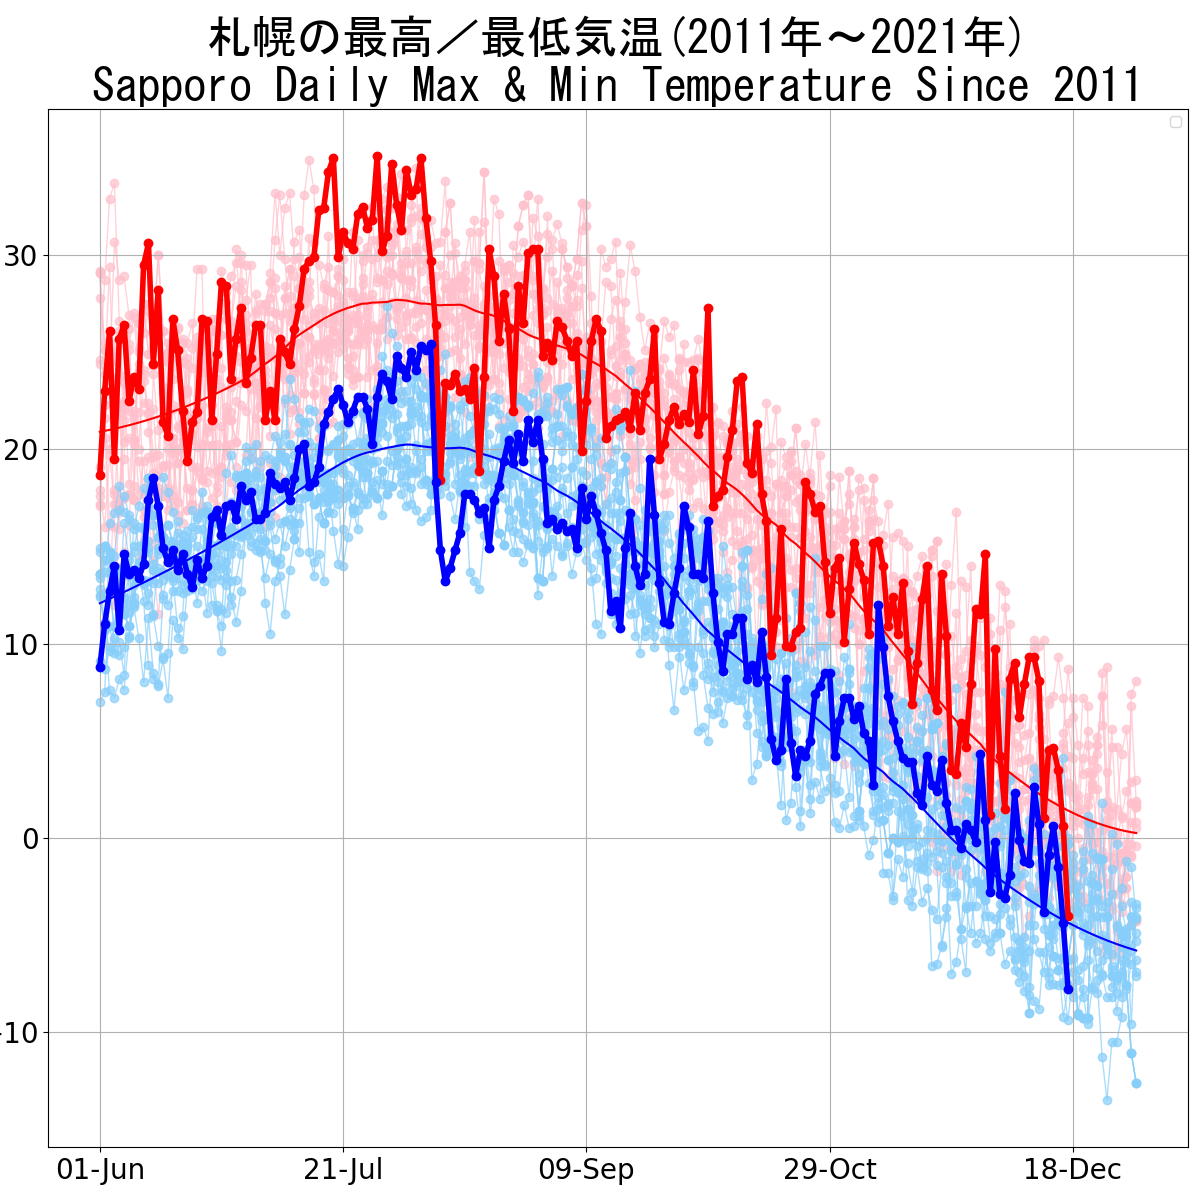 札幌の最高／最低気温(2011年～2021年)
Sapporo Daily Max & Min Temperature Since 2011
30
20
10
0
-10
01-Jun 21-Jul 09-Sep 29-Oct 18-Dec